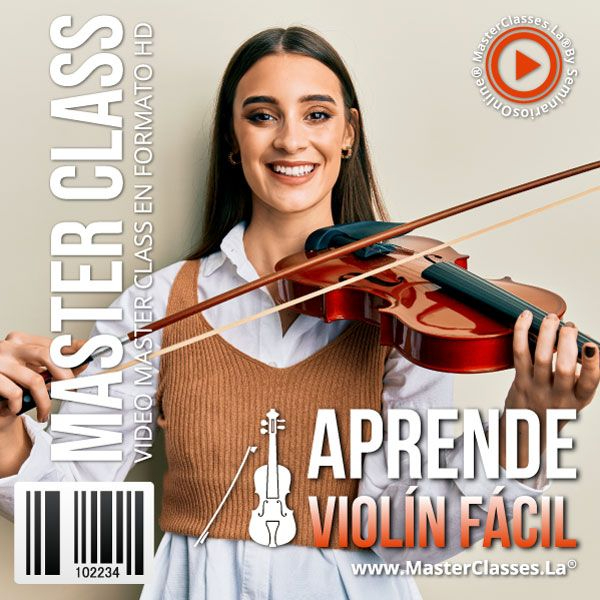 MASTER CLASS
VIDEO MASTER CLASS EN FORMATO HD
MasterClasses.La®By SeminariosOnline®
APRENDE
VIOLÍN FÁCIL
www.MasterClasses.La®
102234